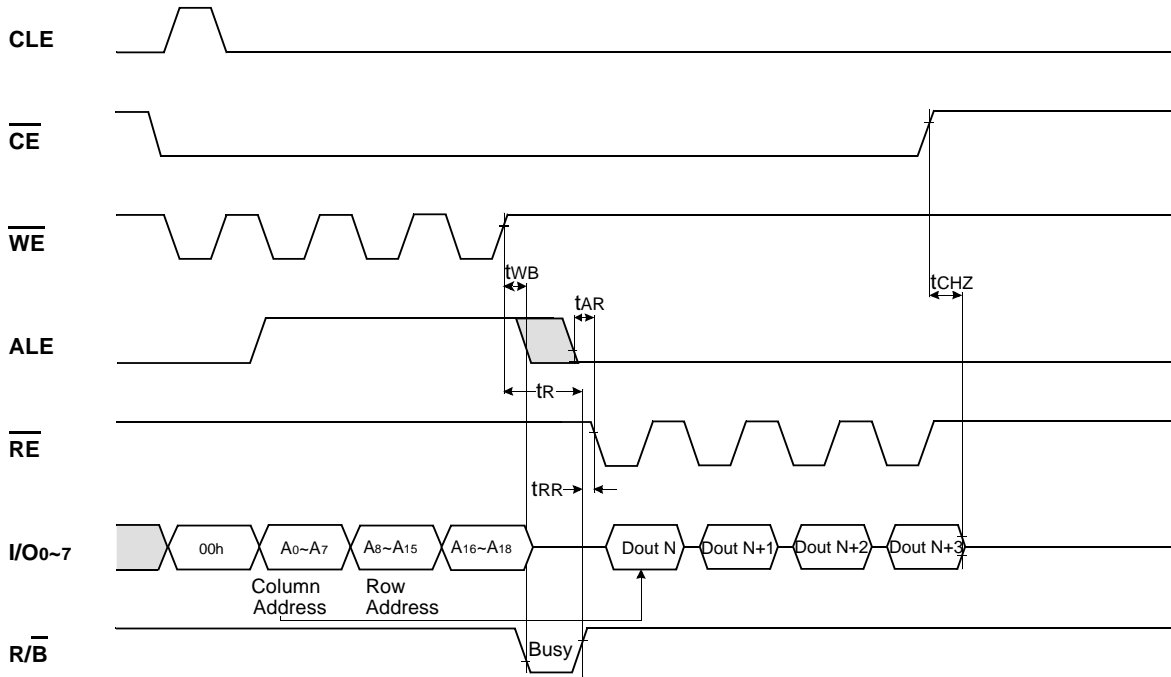 CLE
CE
WE
tWB
tCHZ
tAR
ALE
tR
RE
tRR
I/O0~7
00h
A0~A7
A8~A15
A16~A18
Dout N
Dout N+1
Dout N+2
Dout N+3
Column
Address
Row
Address
R/B
Busy